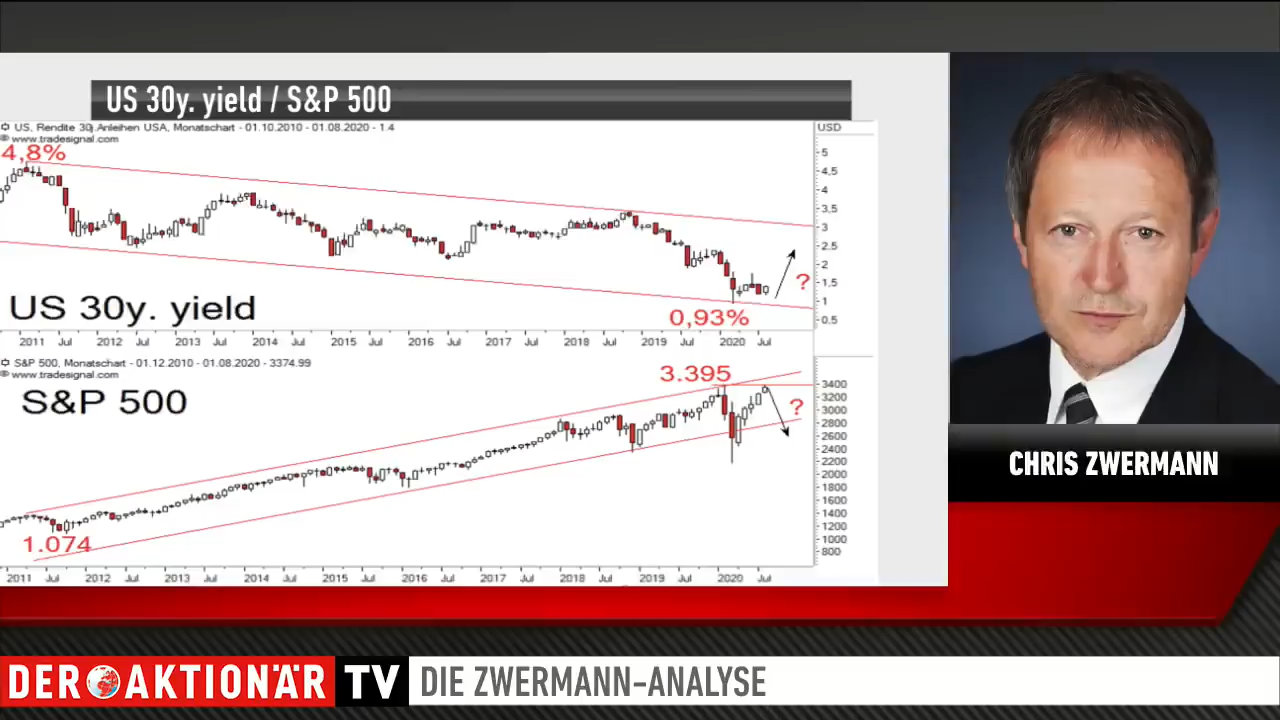 US 30y. yield / S&P 500
US, Rendite 30j.Anleihen USA, Monatschart - 01.10.2010 - 01.08.2020 - 1.4
www.tradesignal.com
USD
4,8%
5
4.5
4
3.5
3
2.5
2
1.5
1
0.5
?
US 30y. yield
0,93%
2011 Jul 2012 Jul 2013 Jul 2014 Jul 2015 Jul 2016 Jul 2017 Jul 2018 Jul 2019 Jul 2020 Jul
S&P 500, Monatschart - 01.12.2010 - 01.08.2020 - 3374.99
www.tradesignal.com
S&P 500
3.395
?
3400
3200
3000
2800
2600
2400
2200
2000
1800
1600
1400
1200
1000
800
1.074
2011 Jul 2012 Jul 2013 Jul 2014 Jul 2015 Jul 2016 Jul 2017 Jul 2018 Jul 2019 Jul 2020 Jul
CHRIS ZWERMANN
DER AKTIONÄR TV
DIE ZWERMANN-ANALYSE